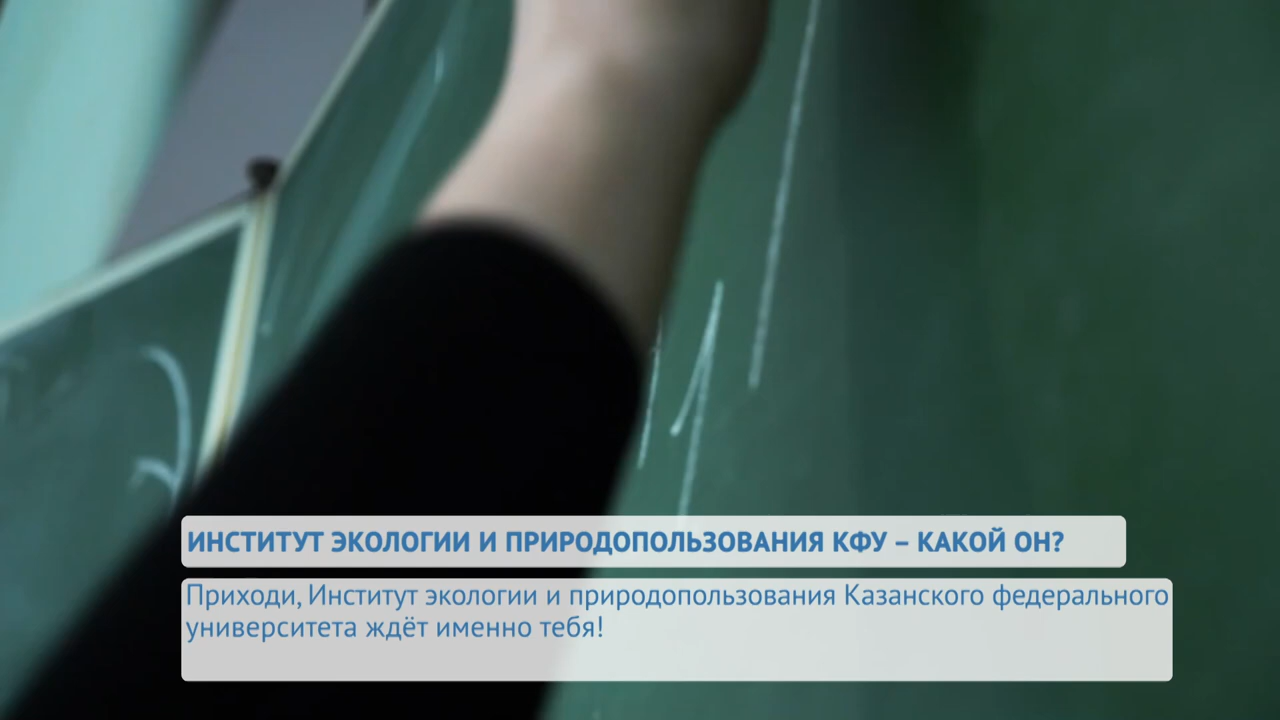 ИНСТИТУТ ЭКОЛОГИИ И ПРИРОДОПОЛЬЗОВАНИЯ КФУ – КАКОЙ ОН?
Приходи, Институт экологии и природопользования Казанского федерального
университета ждёт именно тебя!